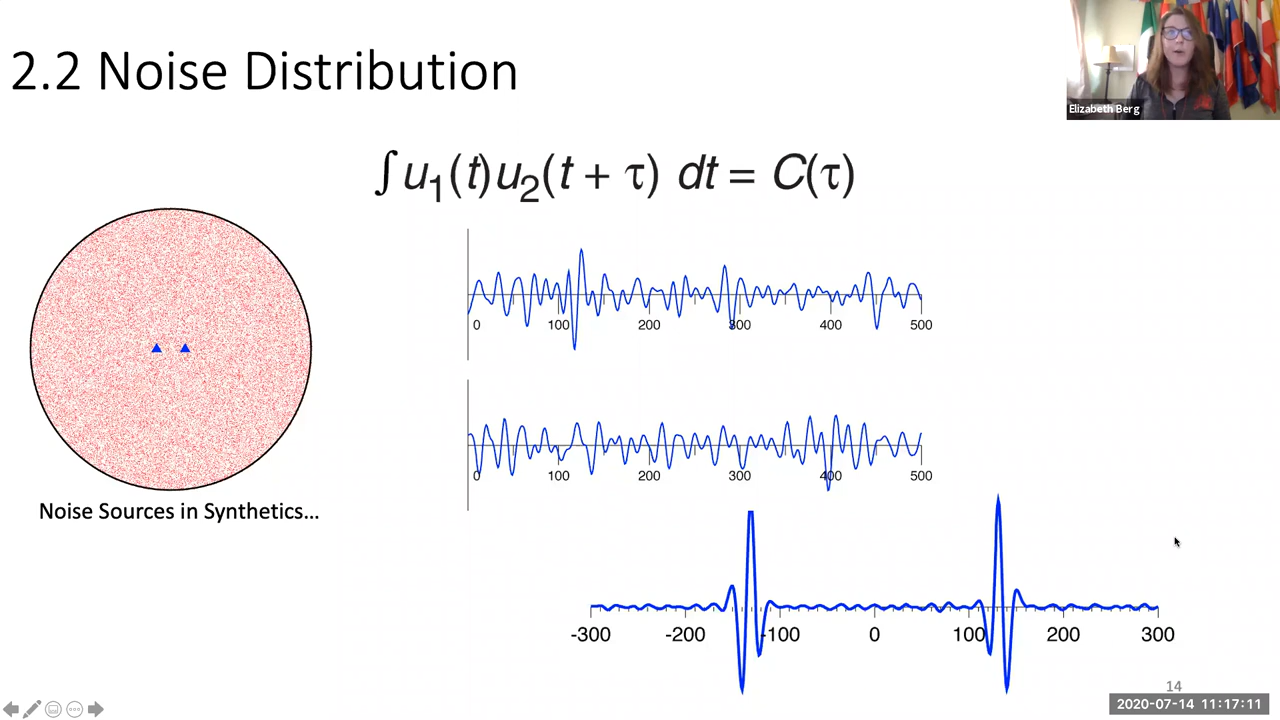 2.2 Noise Distribution
Elizabeth Berg
∫u₁(t)u₂(t + τ) dt = C(τ)
0 100 200 300 400 500
0 100 200 300 400 500
Noise Sources in Synthetics...
-300 -200 -100 0 100 200 300
14
2020-07-14 11:17:11